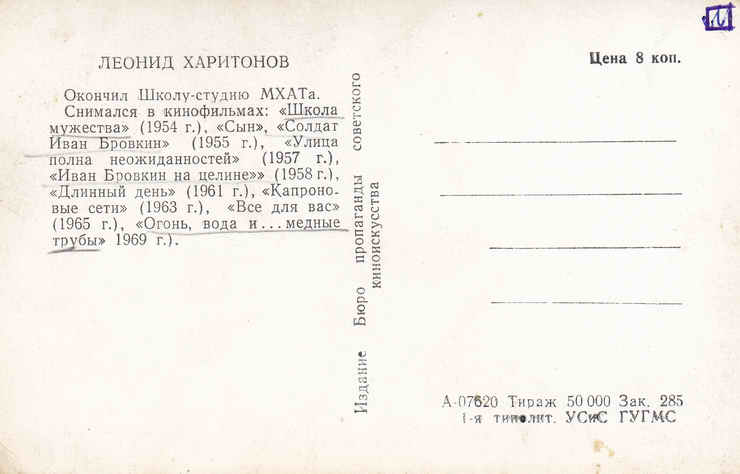 ЛЕОНИД ХАРИТОНОВ
Окончил Школу-студию МХАТа.
Снимался в кинофильмах: «Школа
мужества» (1954 г.), «Сын», «Солдат
Иван Бровкин» (1955 г.), «Улица
полна неожиданностей» (1957 г.),
«Иван Бровкин на целине»» (1958 г.),
«Длинный день» (1961 г.), «Капроно-
вые сети» (1963 г.), «Все для вас»
(1965 г.), «Огонь, вода и... медные
трубы» 1969 г.).
Издание Бюро пропаганды советского
киноискусства
Цена 8 коп.
А-07620 Тираж 50 000 Зак. 285
1-я типолит. УСиС ГУГМС